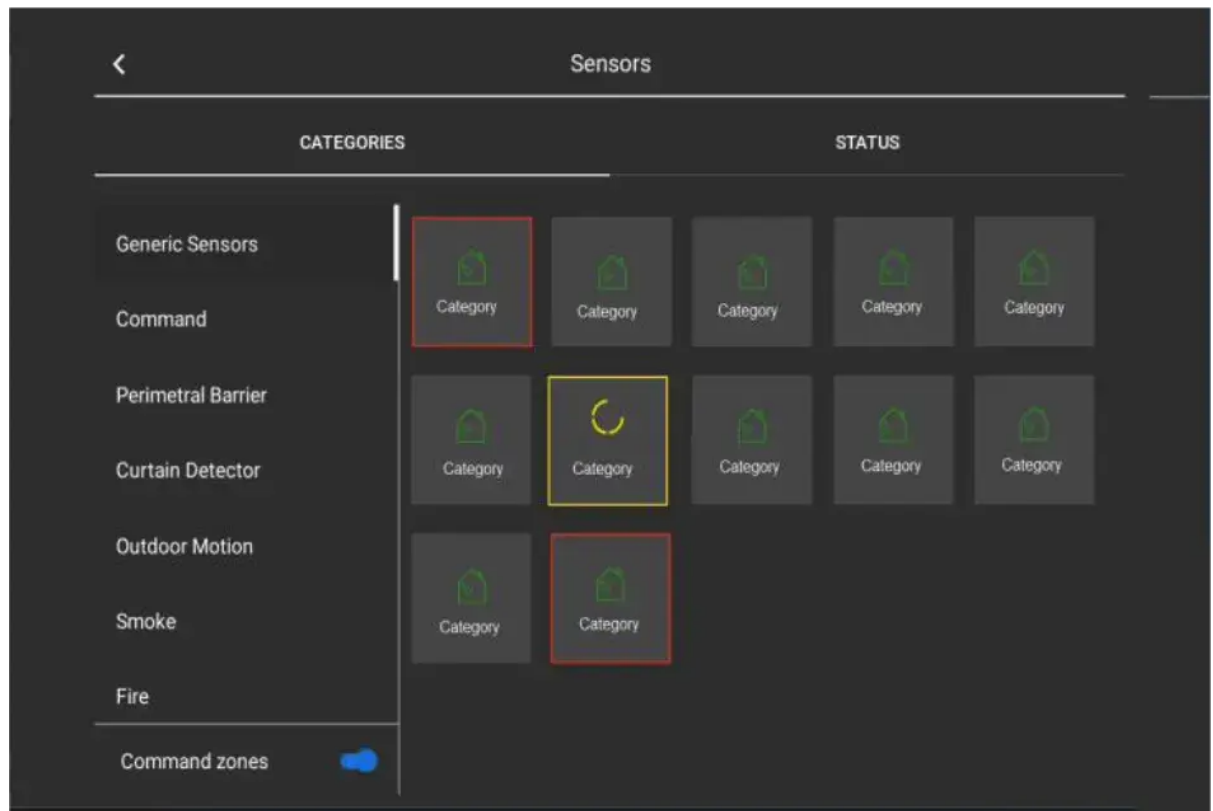 Sensors
CATEGORIES STATUS
Generic Sensors
Command
Perimetral Barrier
Curtain Detector
Outdoor Motion
Smoke
Fire
Command zones
Category Category Category Category Category
Category Category Category Category Category
Category Category